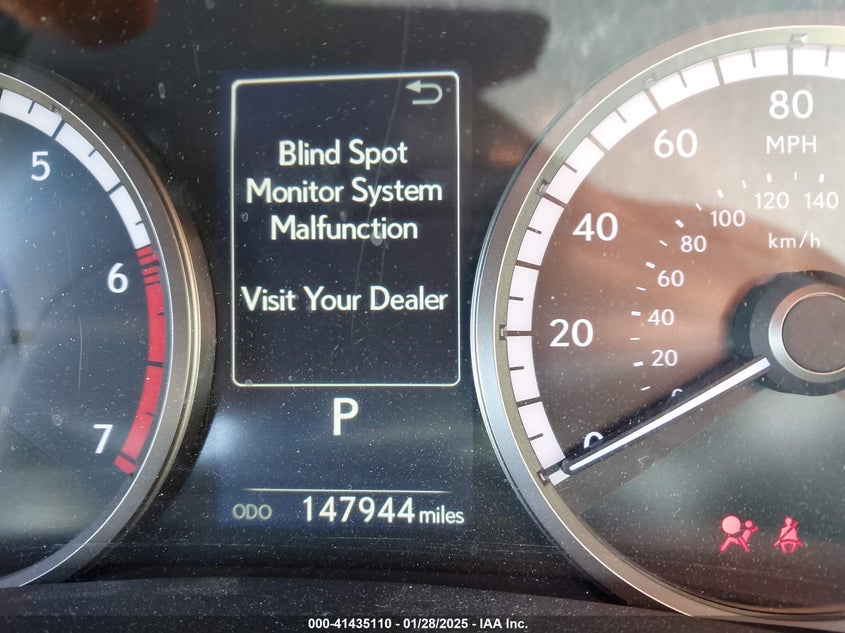 Blind Spot
Monitor System
Malfunction
Visit Your Dealer
P
ODO 147944 miles
5
6
7
80
MPH
60
40
20
0
140
120
100
80
60
40
20
km/h
000-41435110 - 01/28/2025 - IAA Inc.